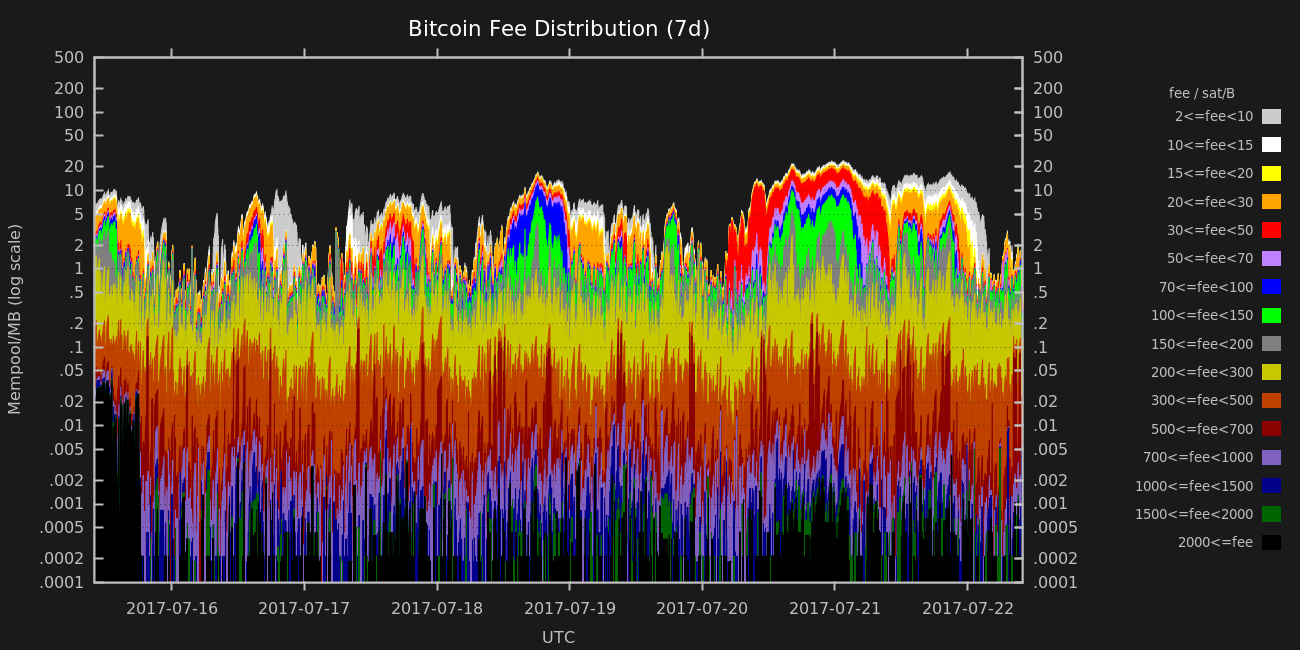 Bitcoin Fee Distribution (7d)
Mempool/MB (log scale)
500 500
200 200
100 100
50 50
20 20
10 10
5 5
2 2
1 1
.5 .5
.2 .2
.1 .1
.05 .05
.02 .02
.01 .01
.005 .005
.002 .002
.001 .001
.0005 .0005
.0002 .0002
.0001 .0001
2017-07-16 2017-07-17 2017-07-18 2017-07-19 2017-07-20 2017-07-21 2017-07-22
UTC
fee / sat/B
2<=fee<10
10<=fee<15
15<=fee<20
20<=fee<30
30<=fee<50
50<=fee<70
70<=fee<100
100<=fee<150
150<=fee<200
200<=fee<300
300<=fee<500
500<=fee<700
700<=fee<1000
1000<=fee<1500
1500<=fee<2000
2000<=fee